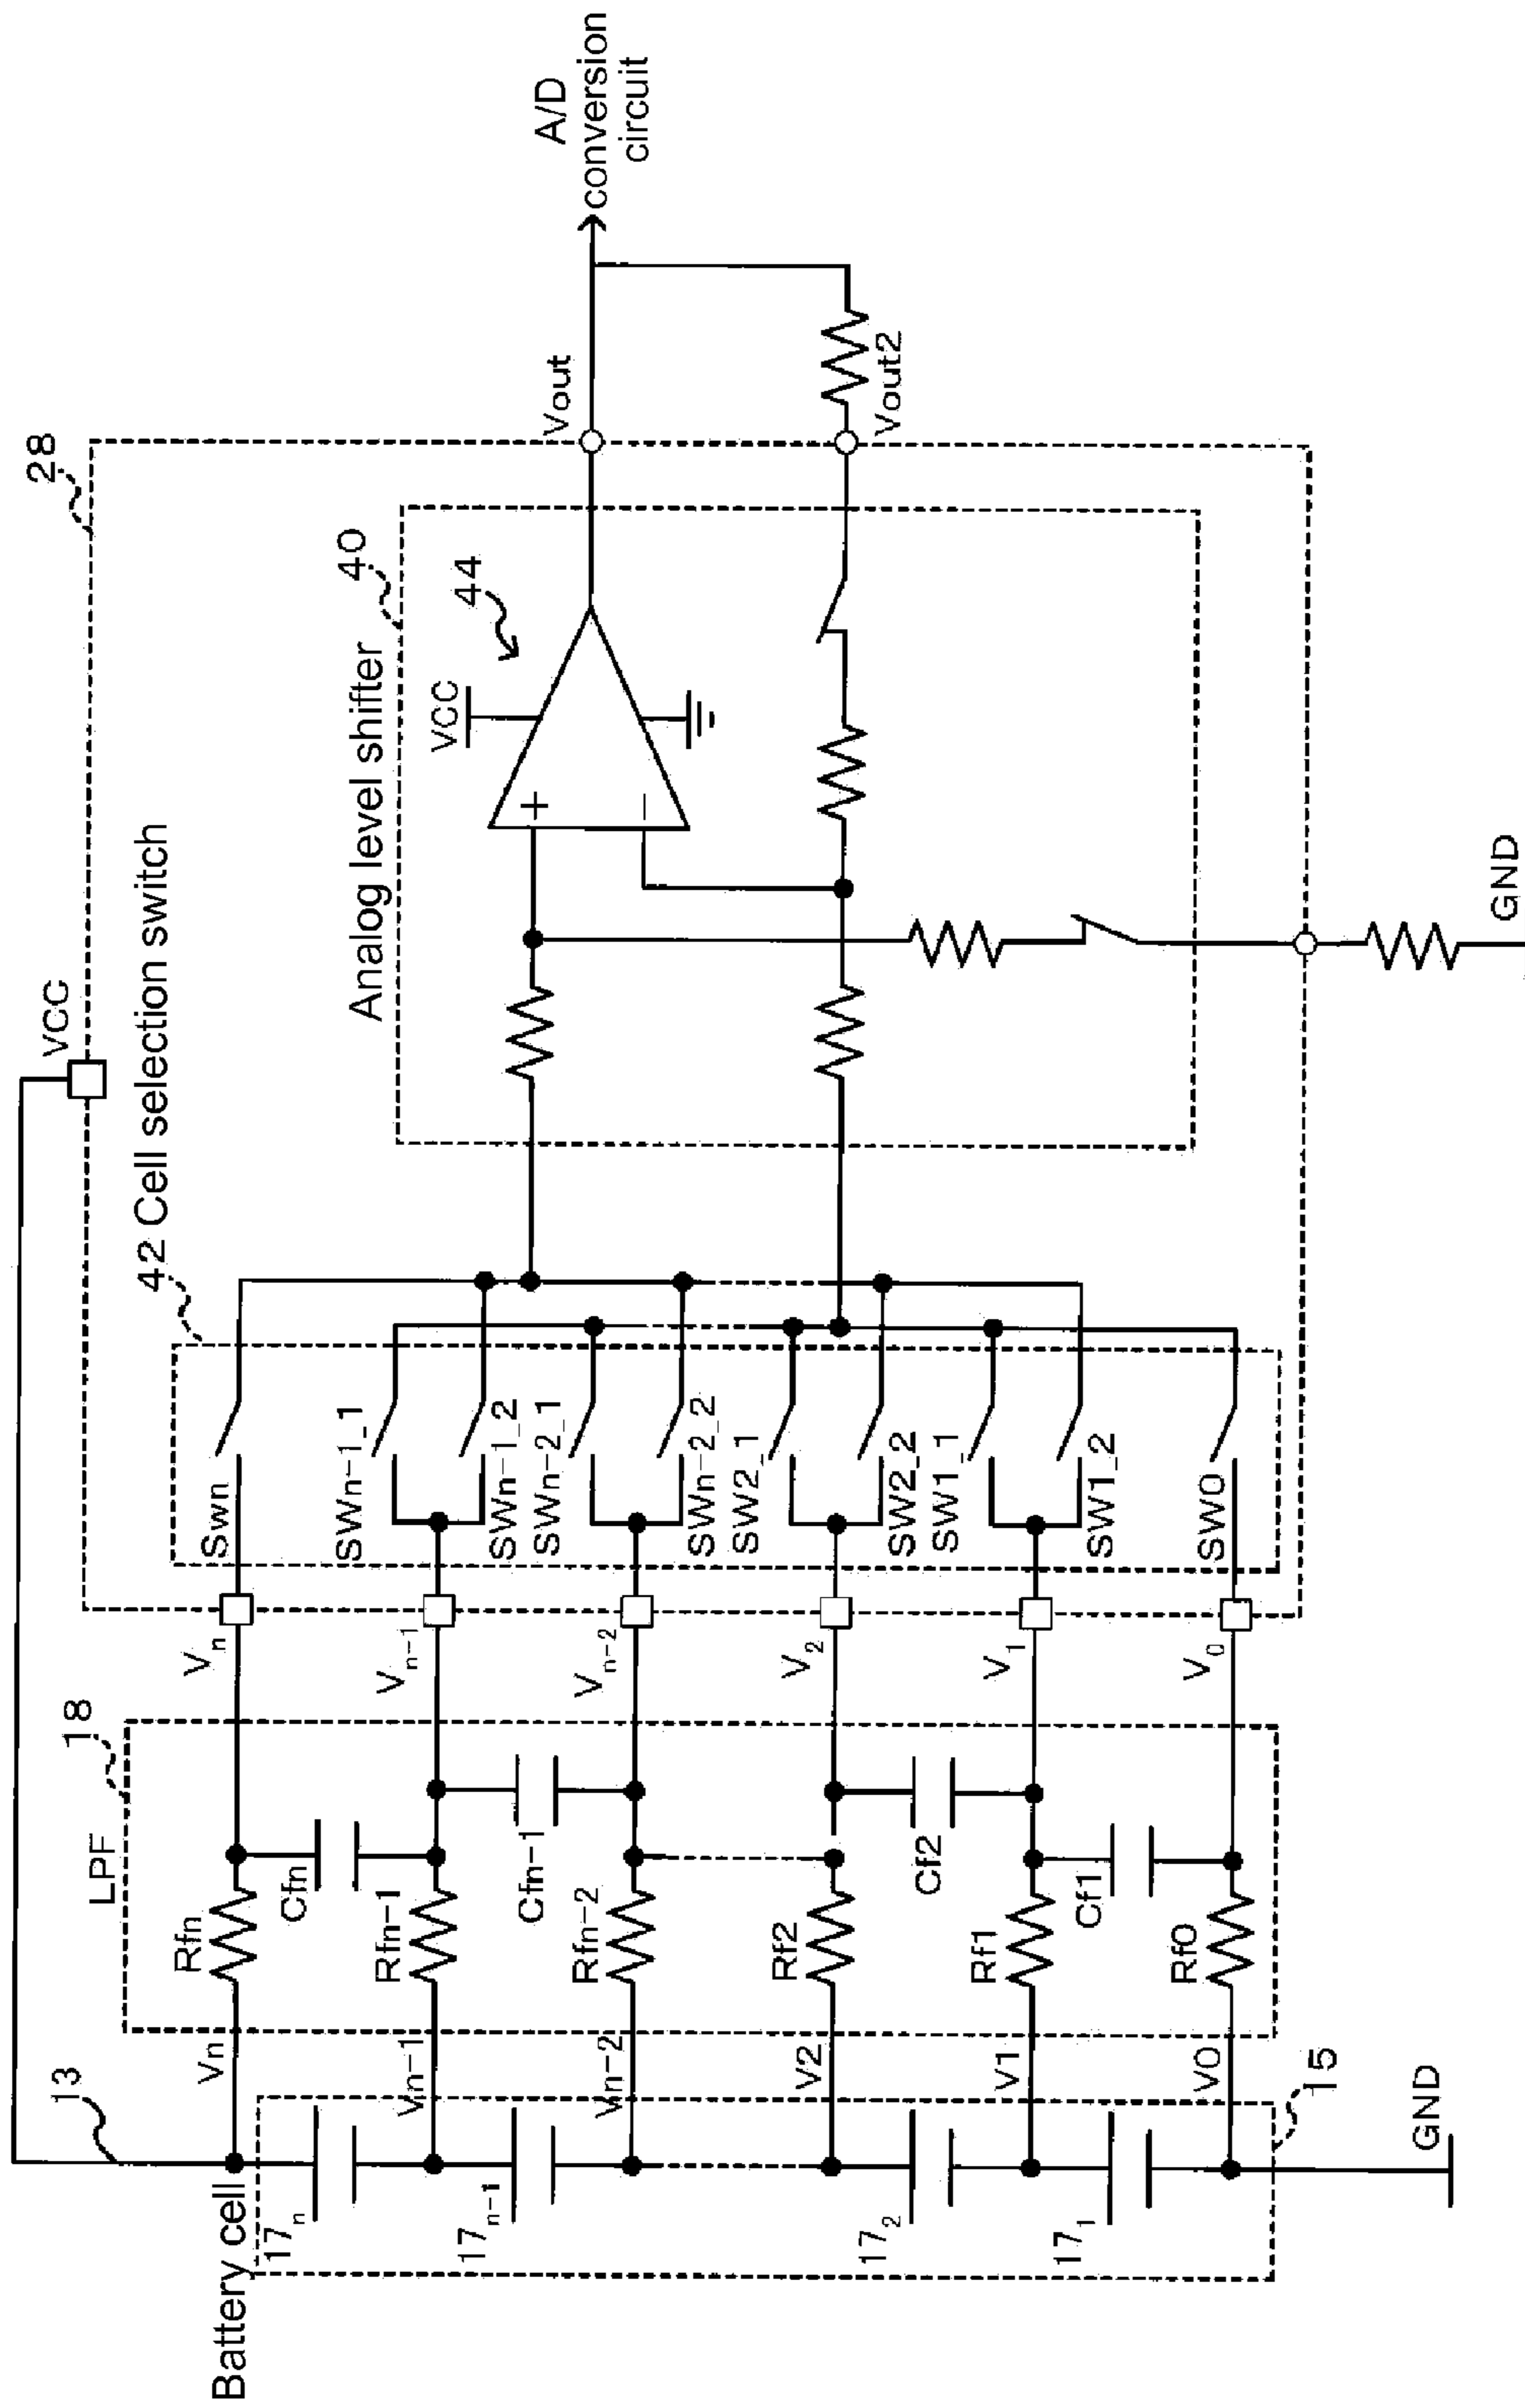 Battery cell
13
15
17n
17n-1
172
171
GND
Vn
Vn-1
Vn-2
V2
V1
V0
LPF
18
Rfn
Rfn-1
Rfn-2
Rf2
Rf1
Rf0
Cfn
Cfn-1
Cf2
Cf1
Vn
Vn-1
Vn-2
V2
V1
V0
42 Cell selection switch
Swn
SWn-1_1
SWn-1_2
SWn-2_1
SWn-2_2
SW2_1
SW2_2
SW1_1
SW1_2
SW0
VCC
28
Analog level shifter
40
44
VCC
+
−
GND
Vout
Vout2
A/D
conversion
circuit